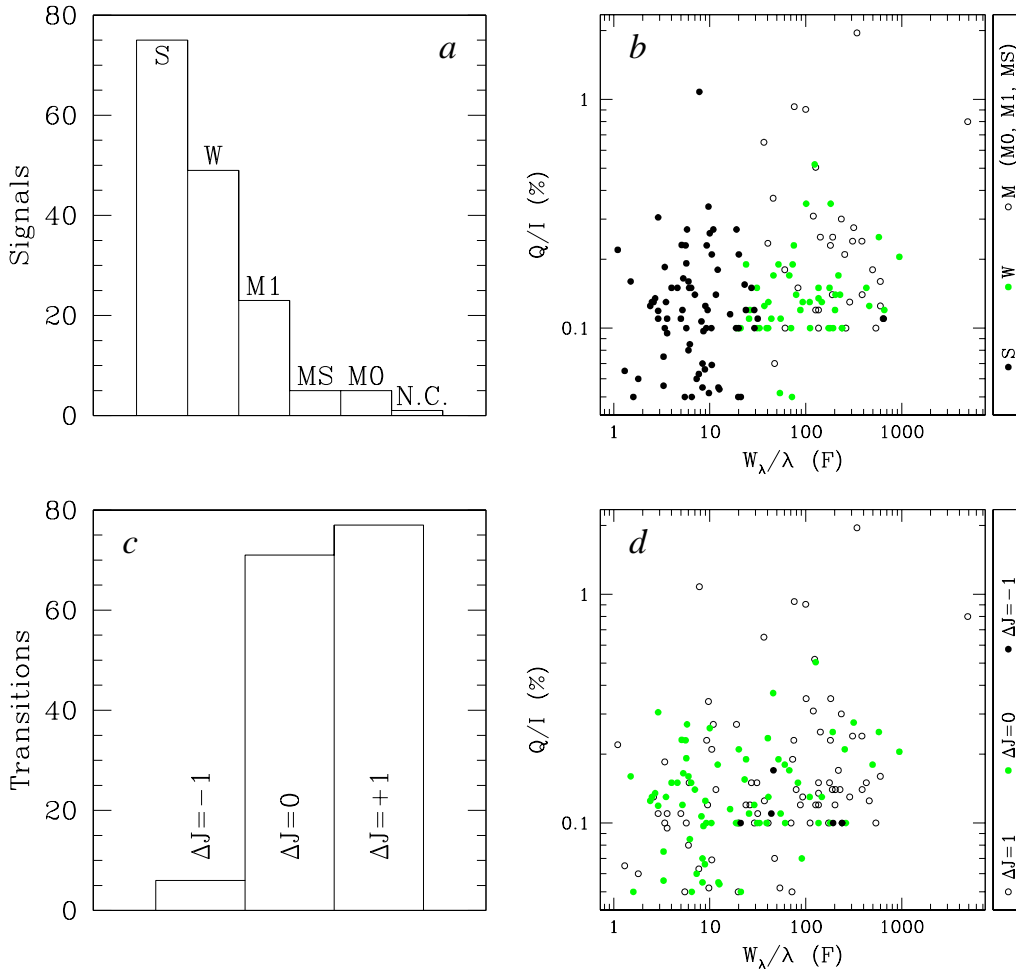 80
60
40
20
0
Signals
a
S
W
M1
MS
M0
N.C.
b
1
0.1
Q/I (%)
1
10
100
1000
W_λ/λ (F)
S
W
M (M0, M1, MS)
80
60
40
20
0
Transitions
c
ΔJ=-1
ΔJ=0
ΔJ=+1
d
1
0.1
Q/I (%)
1
10
100
1000
W_λ/λ (F)
ΔJ=1
ΔJ=0
ΔJ=-1